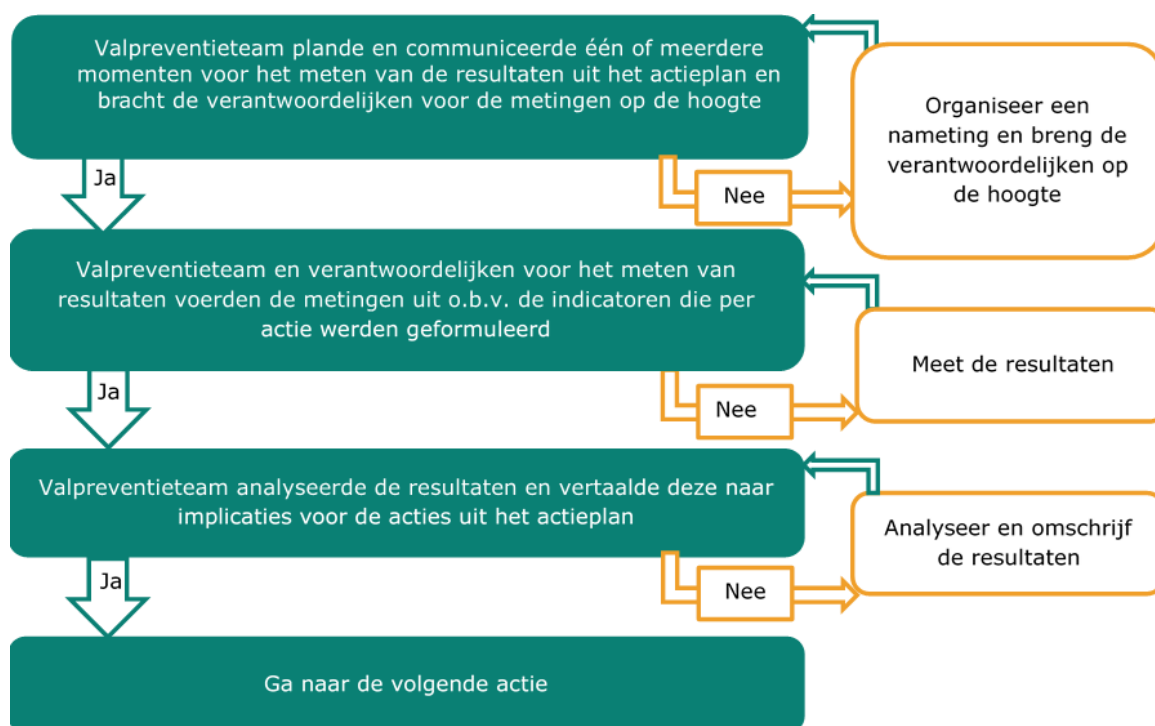 Valpreventieteam plande en communiceerde één of meerdere
momenten voor het meten van de resultaten uit het actieplan en
bracht de verantwoordelijken voor de metingen op de hoogte
Organiseer een
nameting en breng de
verantwoordelijken op
de hoogte
Ja
Nee
Valpreventieteam en verantwoordelijken voor het meten van
resultaten voerden de metingen uit o.b.v. de indicatoren die per
actie werden geformuleerd
Meet de resultaten
Ja
Nee
Valpreventieteam analyseerde de resultaten en vertaalde deze naar
implicaties voor de acties uit het actieplan
Analyseer en omschrijf
de resultaten
Ja
Nee
Ga naar de volgende actie